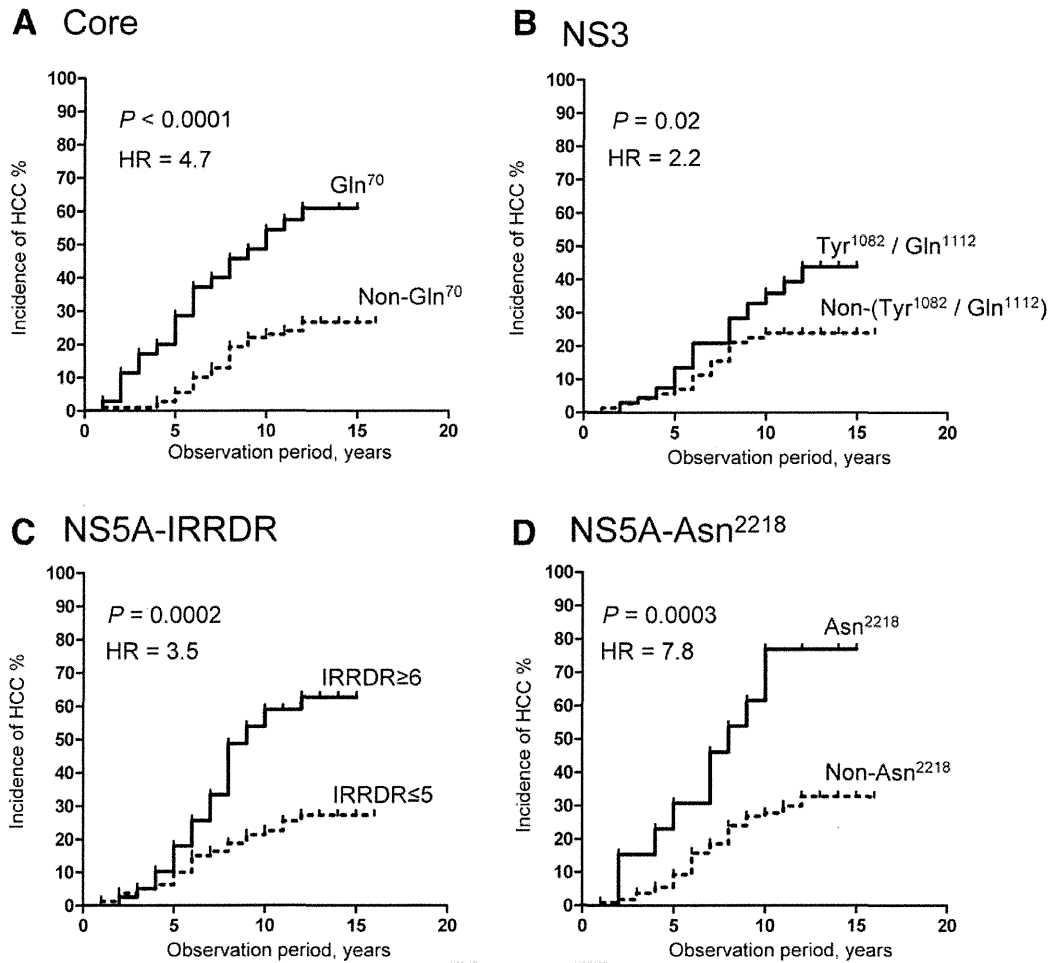 A Core
100
90
80
70
60
50
40
30
20
10
0
Incidence of HCC %
P < 0.0001
HR = 4.7
Gln70
Non-Gln70
0 5 10 15 20
Observation period, years
B NS3
100
90
80
70
60
50
40
30
20
10
0
Incidence of HCC %
P = 0.02
HR = 2.2
Tyr1082 / Gln1112
Non-(Tyr1082 / Gln1112)
0 5 10 15 20
Observation period, years
C NS5A-IRRDR
100
90
80
70
60
50
40
30
20
10
0
Incidence of HCC %
P = 0.0002
HR = 3.5
IRRDR≥6
IRRDR≤5
0 5 10 15 20
Observation period, years
D NS5A-Asn2218
100
90
80
70
60
50
40
30
20
10
0
Incidence of HCC %
P = 0.0003
HR = 7.8
Asn2218
Non-Asn2218
0 5 10 15 20
Observation period, years